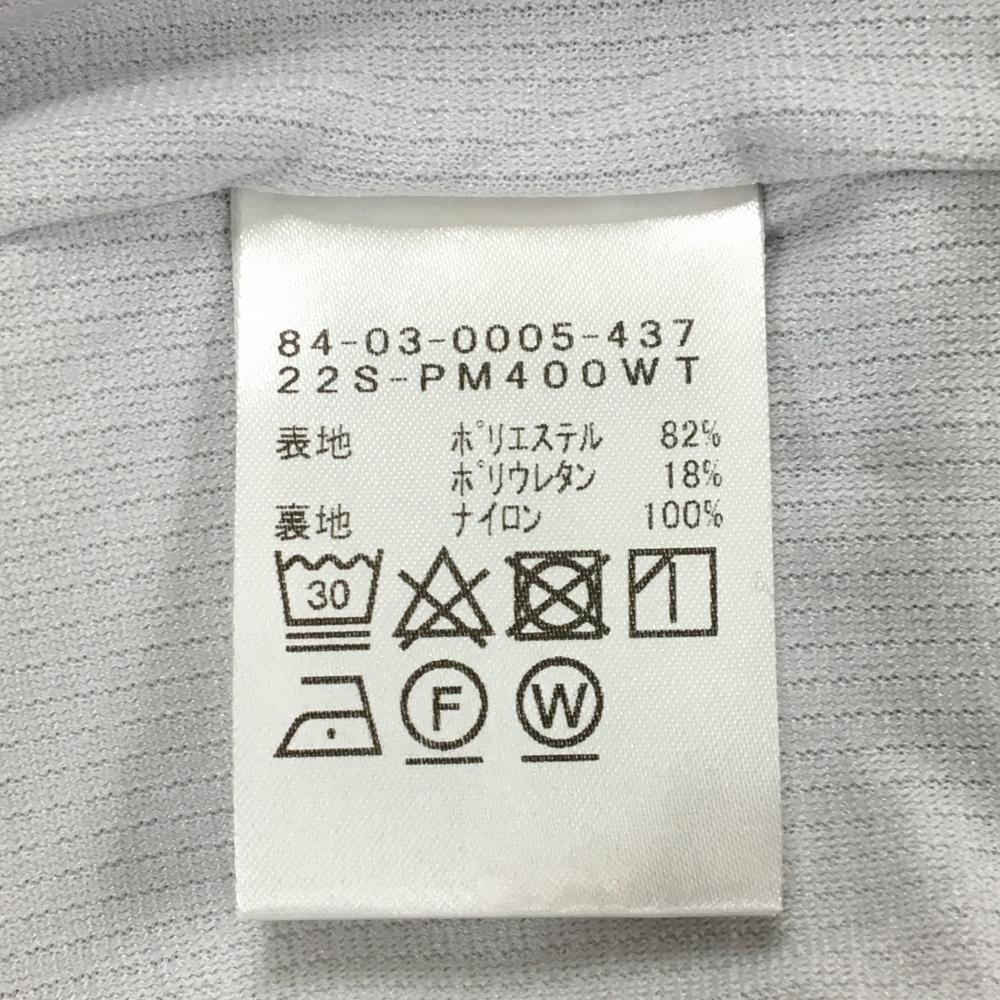 84-03-0005-437
22S-PM400WT
表地 ポリエステル 82%
ポリウレタン 18%
裏地 ナイロン 100%
30
F W